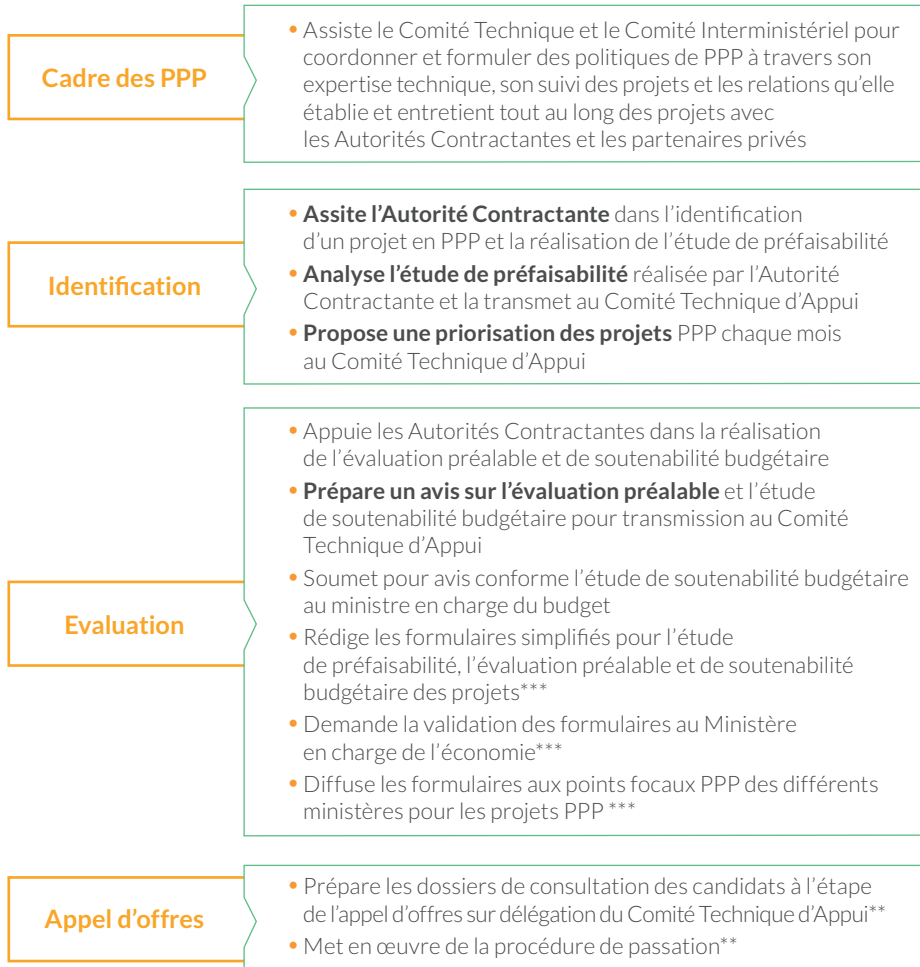 Cadre des PPP
• Assiste le Comité Technique et le Comité Interministériel pour
coordonner et formuler des politiques de PPP à travers son
expertise technique, son suivi des projets et les relations qu’elle
établie et entretient tout au long des projets avec
les Autorités Contractantes et les partenaires privés
Identification
• Assite l’Autorité Contractante dans l’identification
d’un projet en PPP et la réalisation de l’étude de préfaisabilité
• Analyse l’étude de préfaisabilité réalisée par l’Autorité
Contractante et la transmet au Comité Technique d’Appui
• Propose une priorisation des projets PPP chaque mois
au Comité Technique d’Appui
Evaluation
• Appuie les Autorités Contractantes dans la réalisation
de l’évaluation préalable et de soutenabilité budgétaire
• Prépare un avis sur l’évaluation préalable et l’étude
de soutenabilité budgétaire pour transmission au Comité
Technique d’Appui
• Soumet pour avis conforme l’étude de soutenabilité budgétaire
au ministre en charge du budget
• Rédige les formulaires simplifiés pour l’étude
de préfaisabilité, l’évaluation préalable et de soutenabilité
budgétaire des projets***
• Demande la validation des formulaires au Ministère
en charge de l’économie***
• Diffuse les formulaires aux points focaux PPP des différents
ministères pour les projets PPP ***
Appel d’offres
• Prépare les dossiers de consultation des candidats à l’étape
de l’appel d’offres sur délégation du Comité Technique d’Appui**
• Met en œuvre de la procédure de passation**